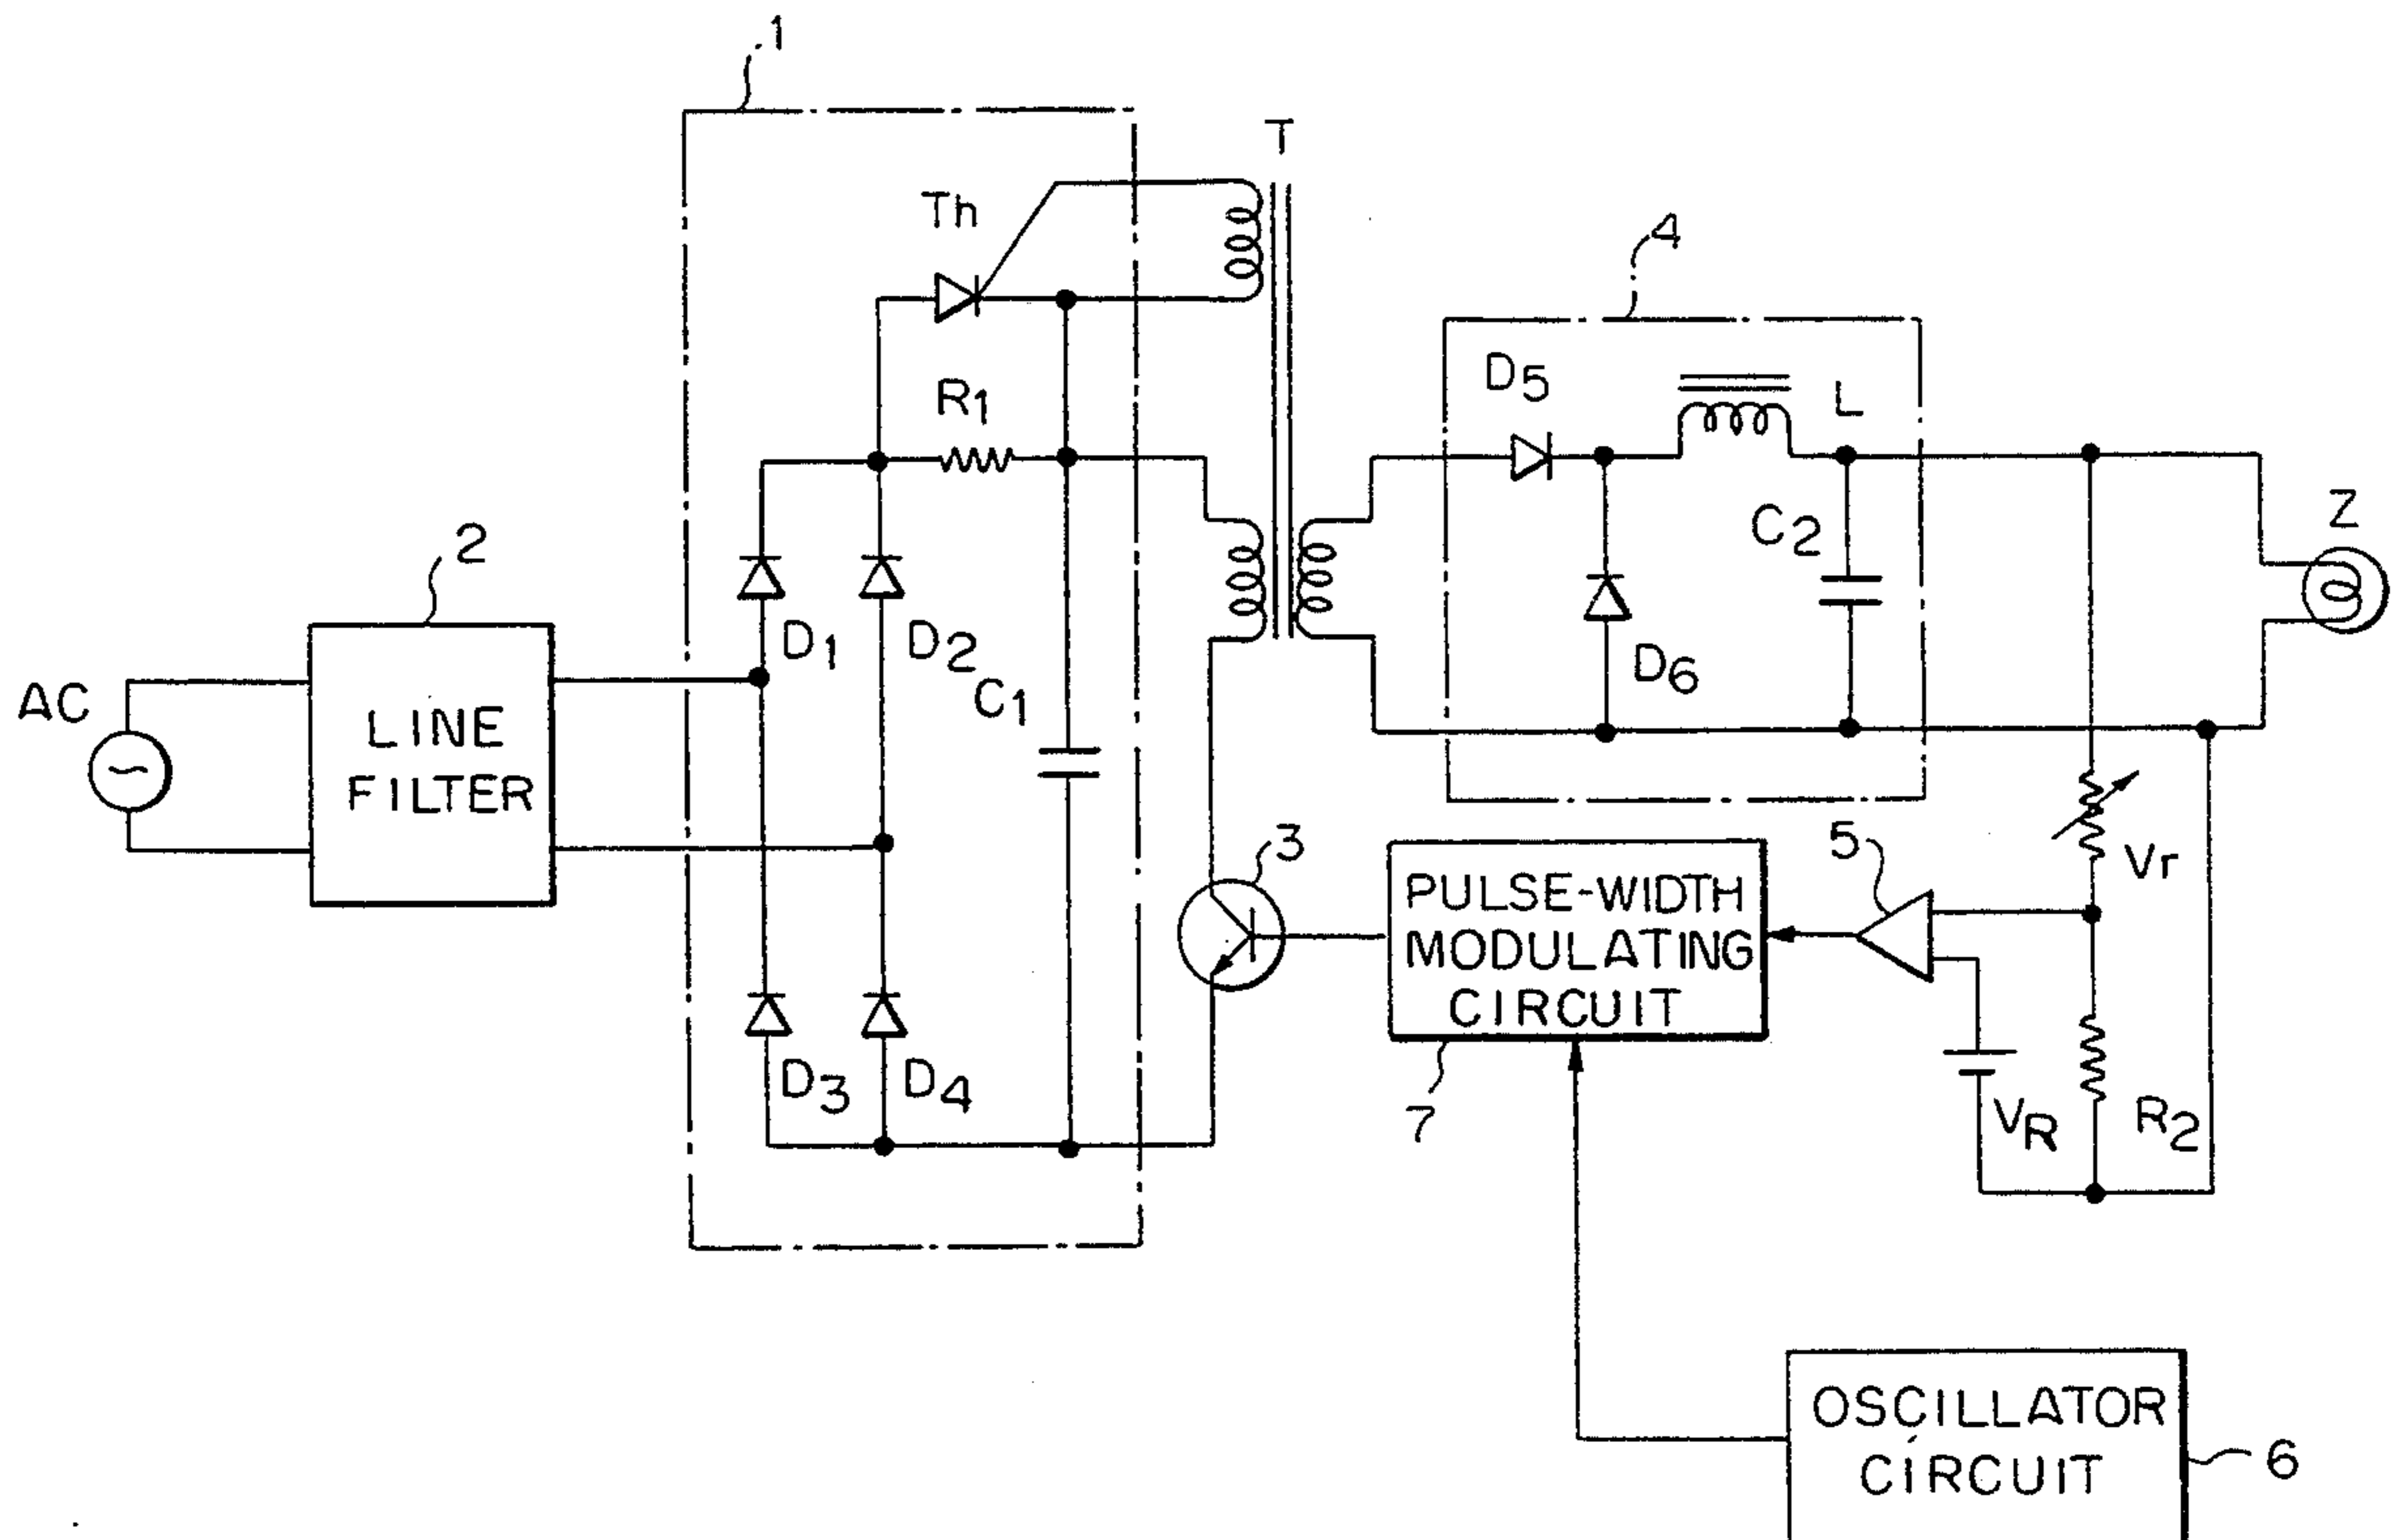 1
T
Th
4
D5
L
R1
Z
C2
2
D1
D2
D6
AC
C1
LINE
FILTER
3
5
Vr
PULSE-WIDTH
MODULATING
CIRCUIT
D3
D4
7
VR
R2
OSCILLATOR
CIRCUIT
6